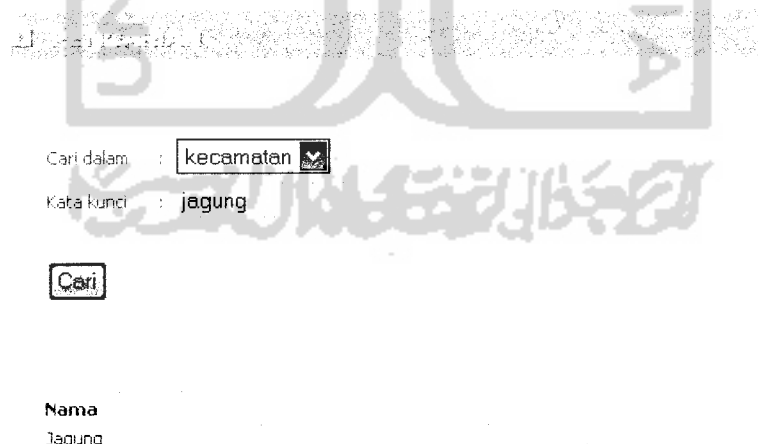 Cari dalam : kecamatan
Kata kunci : jagung
Cari
Nama
Jagung